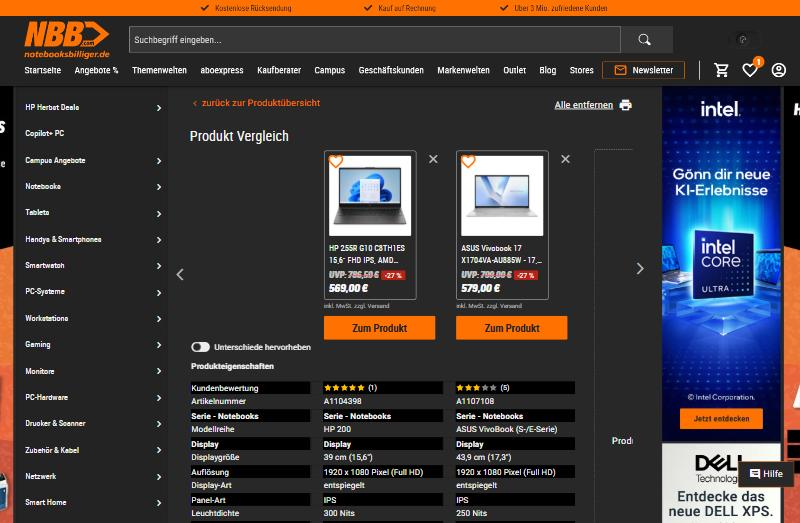 Kostenlose Rücksendung
Kauf auf Rechnung
Über 3 Mio. zufriedene Kunden
NBB.com
notebooksbilliger.de
Suchbegriff eingeben...
Startseite Angebote % Themenwelten aboexpress Kaufberater Campus Geschäftskunden Markenwelten Outlet Blog Stores Newsletter
1
HP Herbst Deals
Copilot+ PC
Campus Angebote
Notebooks
Tablets
Handys & Smartphones
Smartwatch
PC-Systeme
Workstations
Gaming
Monitore
PC-Hardware
Drucker & Scanner
Zubehör & Kabel
Netzwerk
Smart Home
zurück zur Produktübersicht
Alle entfernen
Produkt Vergleich
HP 255R G10 C8TH1ES
15,6" FHD IPS, AMD...
UVP: 786,59 € -27 %
569,00 €
inkl. MwSt. zzgl. Versand
Zum Produkt
ASUS Vivobook 17
X1704VA-AU885W - 17,...
UVP: 799,00 € -27 %
579,00 €
inkl. MwSt. zzgl. Versand
Zum Produkt
Unterschiede hervorheben
Produkteigenschaften
Kundenbewertung (1) (5)
Artikelnummer A1104398 A1107108
Serie - Notebooks Serie - Notebooks Serie - Notebooks
Modellreihe HP 200 ASUS VivoBook (S-/E-Serie)
Display Display Display
Displaygröße 39 cm (15,6") 43,9 cm (17,3")
Auflösung 1920 x 1080 Pixel (Full HD) 1920 x 1080 Pixel (Full HD)
Display-Art entspiegelt entspiegelt
Panel-Art IPS IPS
Leuchtdichte 300 Nits 250 Nits
Prod
intel.
Gönn dir neue
KI-Erlebnisse
intel
CORE
ULTRA
© Intel Corporation.
Jetzt entdecken
DELL
Technolog
Hilfe
Entdecke das
neue DELL XPS.